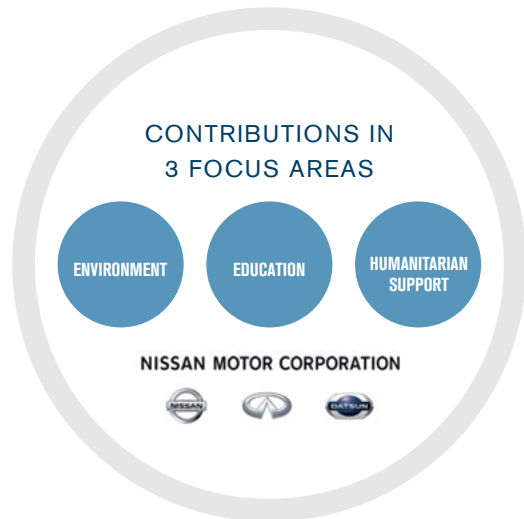 CONTRIBUTIONS IN
3 FOCUS AREAS
ENVIRONMENT
EDUCATION
HUMANITARIAN
SUPPORT
NISSAN MOTOR CORPORATION
NISSAN
DATSUN